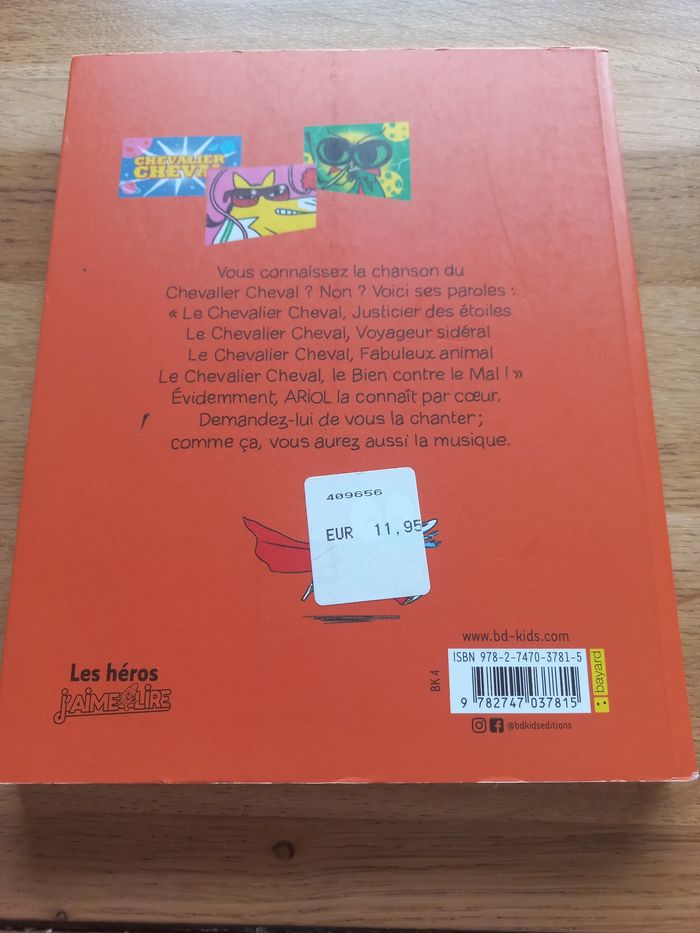 CHEVALIER
CHEVAL
Vous connaissez la chanson du
Chevalier Cheval ? Non ? Voici ses paroles :
« Le Chevalier Cheval, Justicier des étoiles
Le Chevalier Cheval, Voyageur sidéral
Le Chevalier Cheval, Fabuleux animal
Le Chevalier Cheval, le Bien contre le Mal ! »
Évidemment, ARiOL la connaît par cœur.
Demandez-lui de vous la chanter ;
comme ça, vous aurez aussi la musique.
409656
EUR 11,95
www.bd-kids.com
ISBN 978-2-7470-3781-5
BK 4
bayard
9 782747 037815
@bdkidseditions
Les héros
j'AIME LIRE